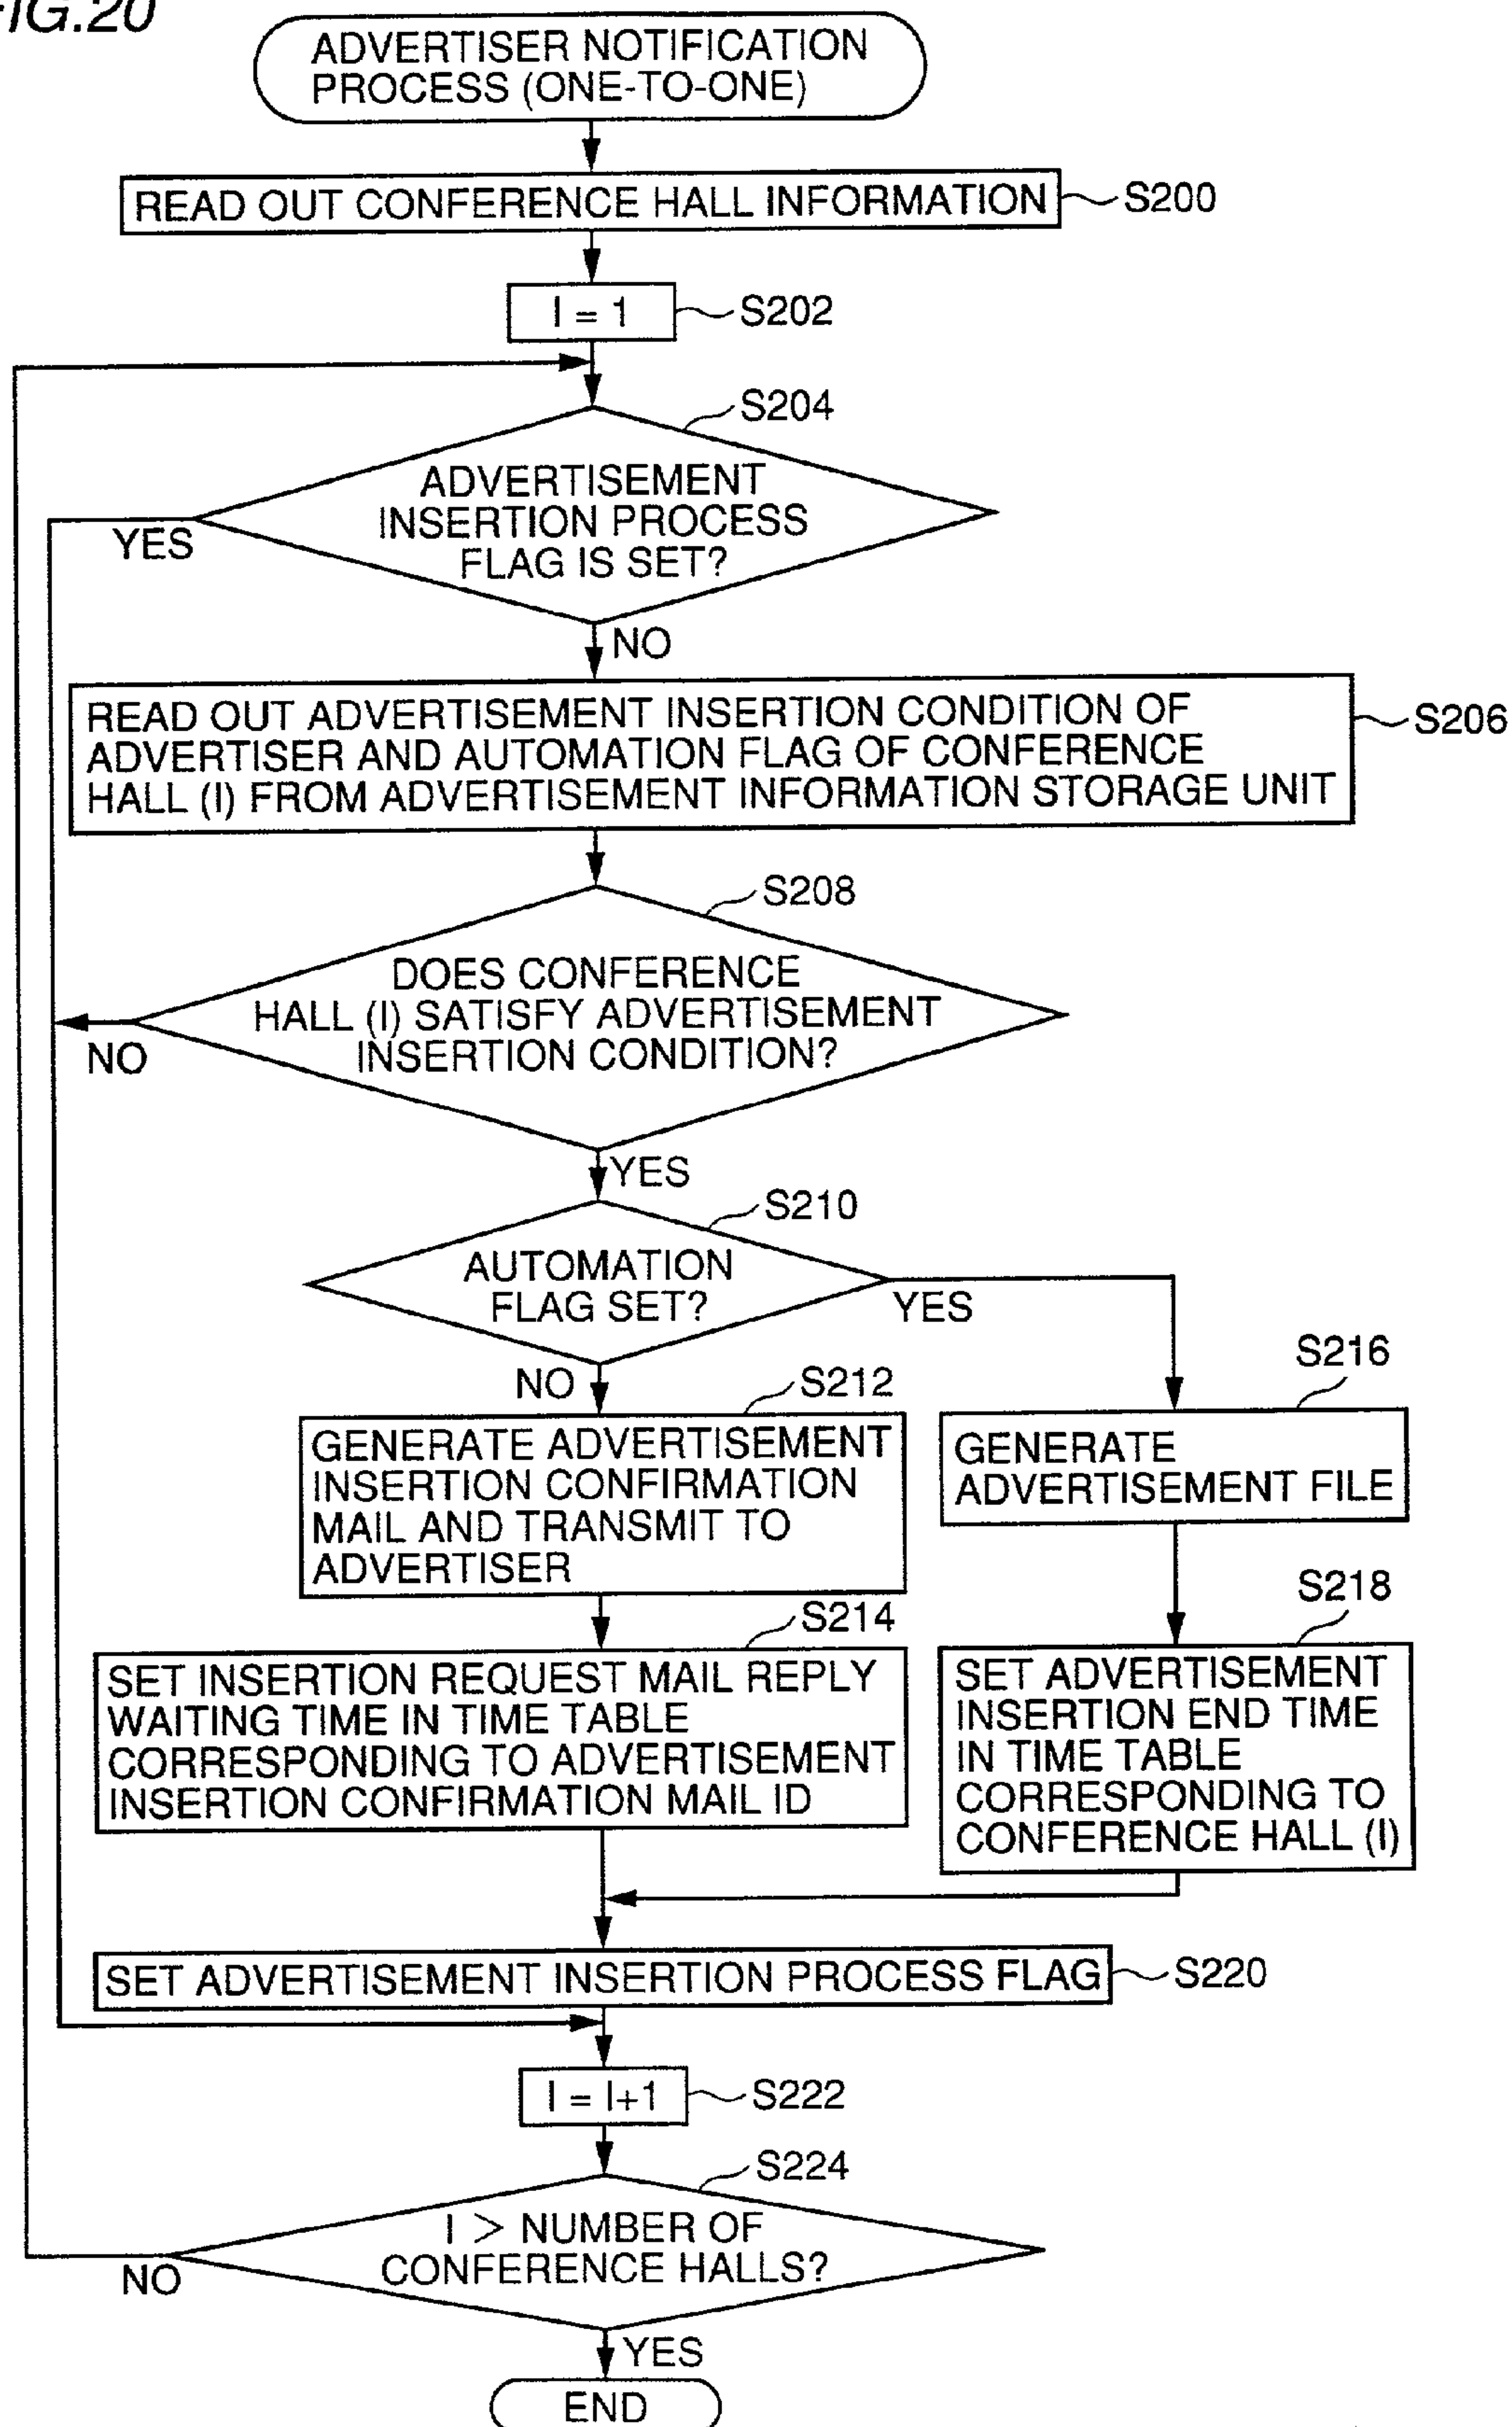 FIG.20
ADVERTISER NOTIFICATION
PROCESS (ONE-TO-ONE)
READ OUT CONFERENCE HALL INFORMATION
S200
I = 1
S202
S204
ADVERTISEMENT
INSERTION PROCESS
FLAG IS SET?
YES
NO
READ OUT ADVERTISEMENT INSERTION CONDITION OF
ADVERTISER AND AUTOMATION FLAG OF CONFERENCE
HALL (I) FROM ADVERTISEMENT INFORMATION STORAGE UNIT
S206
S208
DOES CONFERENCE
HALL (I) SATISFY ADVERTISEMENT
INSERTION CONDITION?
NO
YES
S210
AUTOMATION
FLAG SET?
YES
NO
S212
GENERATE ADVERTISEMENT
INSERTION CONFIRMATION
MAIL AND TRANSMIT TO
ADVERTISER
S216
GENERATE
ADVERTISEMENT FILE
S214
SET INSERTION REQUEST MAIL REPLY
WAITING TIME IN TIME TABLE
CORRESPONDING TO ADVERTISEMENT
INSERTION CONFIRMATION MAIL ID
S218
SET ADVERTISEMENT
INSERTION END TIME
IN TIME TABLE
CORRESPONDING TO
CONFERENCE HALL (I)
SET ADVERTISEMENT INSERTION PROCESS FLAG
S220
I = I+1
S222
S224
I > NUMBER OF
CONFERENCE HALLS?
NO
YES
END